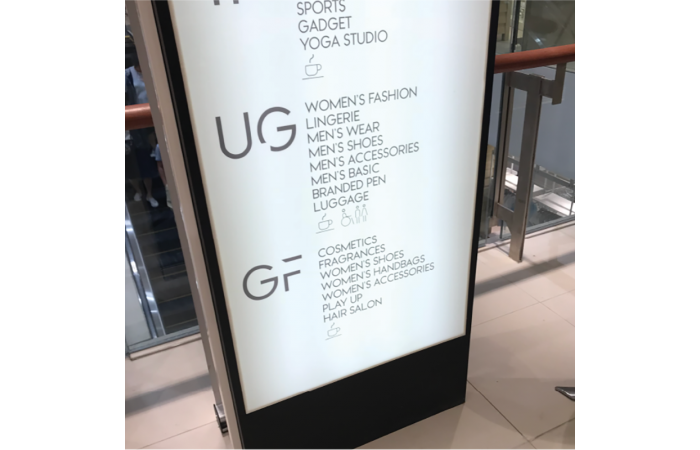 SPORTS
GADGET
YOGA STUDIO
UG
WOMEN'S FASHION
LINGERIE
MEN'S WEAR
MEN'S SHOES
MEN'S ACCESSORIES
MEN'S BASIC
BRANDED PEN
LUGGAGE
GF
COSMETICS
FRAGRANCES
WOMEN'S SHOES
WOMEN'S HANDBAGS
WOMEN'S ACCESSORIES
PLAY UP
HAIR SALON